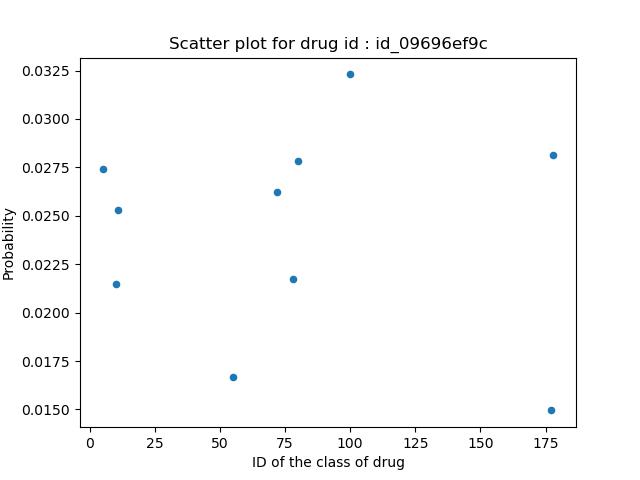 Scatter plot for drug id : id_09696ef9c
0.0325
0.0300
0.0275
0.0250
0.0225
0.0200
0.0175
0.0150
Probability
0 25 50 75 100 125 150 175
ID of the class of drug